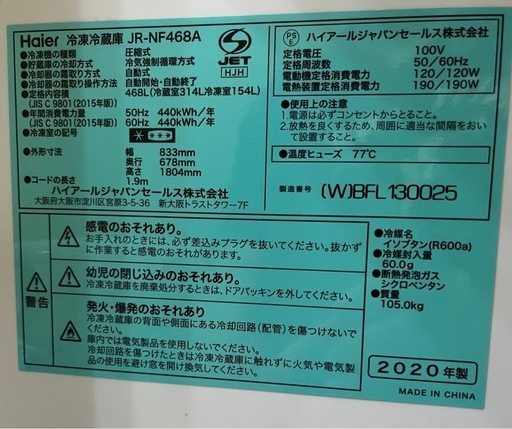 Haier 冷凍冷蔵庫 JR-NF468A
●冷凍機の種類 圧縮式
●貯蔵室の冷却方式 冷気強制循環方式
●冷却器の霜取り方式 自動
●冷却器の霜取り操作方法 自動開始・自動終了
●定格内容積 468L(冷蔵室314L冷凍室154L)
(JIS C 9801(2015年版))
●年間消費電力量 50Hz 440kWh/年
(JIS C 9801(2015年版)) 60Hz 440kWh/年
●冷凍室の記号
●外形寸法 幅 833mm
奥行 678mm
高さ 1804mm
●コードの長さ 1.9m
ハイアールジャパンセールス株式会社
大阪府大阪市淀川区宮原3-5-36 新大阪トラストタワー7F
S JET
HJH
PS E
ハイアールジャパンセールス株式会社
定格電圧 100V
定格周波数 50/60Hz
電動機定格消費電力 120/120W
電熱装置定格消費電力 190/190W
●使用上の注意
1.電源は必ずコンセントからとること。
2.放熱を良くするため、周囲に適当な間隔をおいて
設置すること。
●温度ヒューズ 77℃
製造番号 (W)BFL130025
警告
感電のおそれあり。
お手入れのときには、必ず差込みプラグを抜いてください。抜かず
に作業すると感電することがあります。
幼児の閉じ込みのおそれあり。
冷凍冷蔵庫を廃棄処分するときは、ドアパッキンを外してください。
発火・爆発のおそれあり。
冷凍冷蔵庫の背面や側面にある冷却回路(配管)を傷つけないでください。
庫内では電気製品を使用しないでください。
冷却回路を傷つけたときは冷凍冷蔵庫に触れずに火気や電気製
品の使用を避け窓を開け換気してください。
●冷媒名
イソブタン(R600a)
●冷媒封入量
60.0g
●断熱発泡ガス
シクロペンタン
●質量
105.0kg
2020年製
MADE IN CHINA